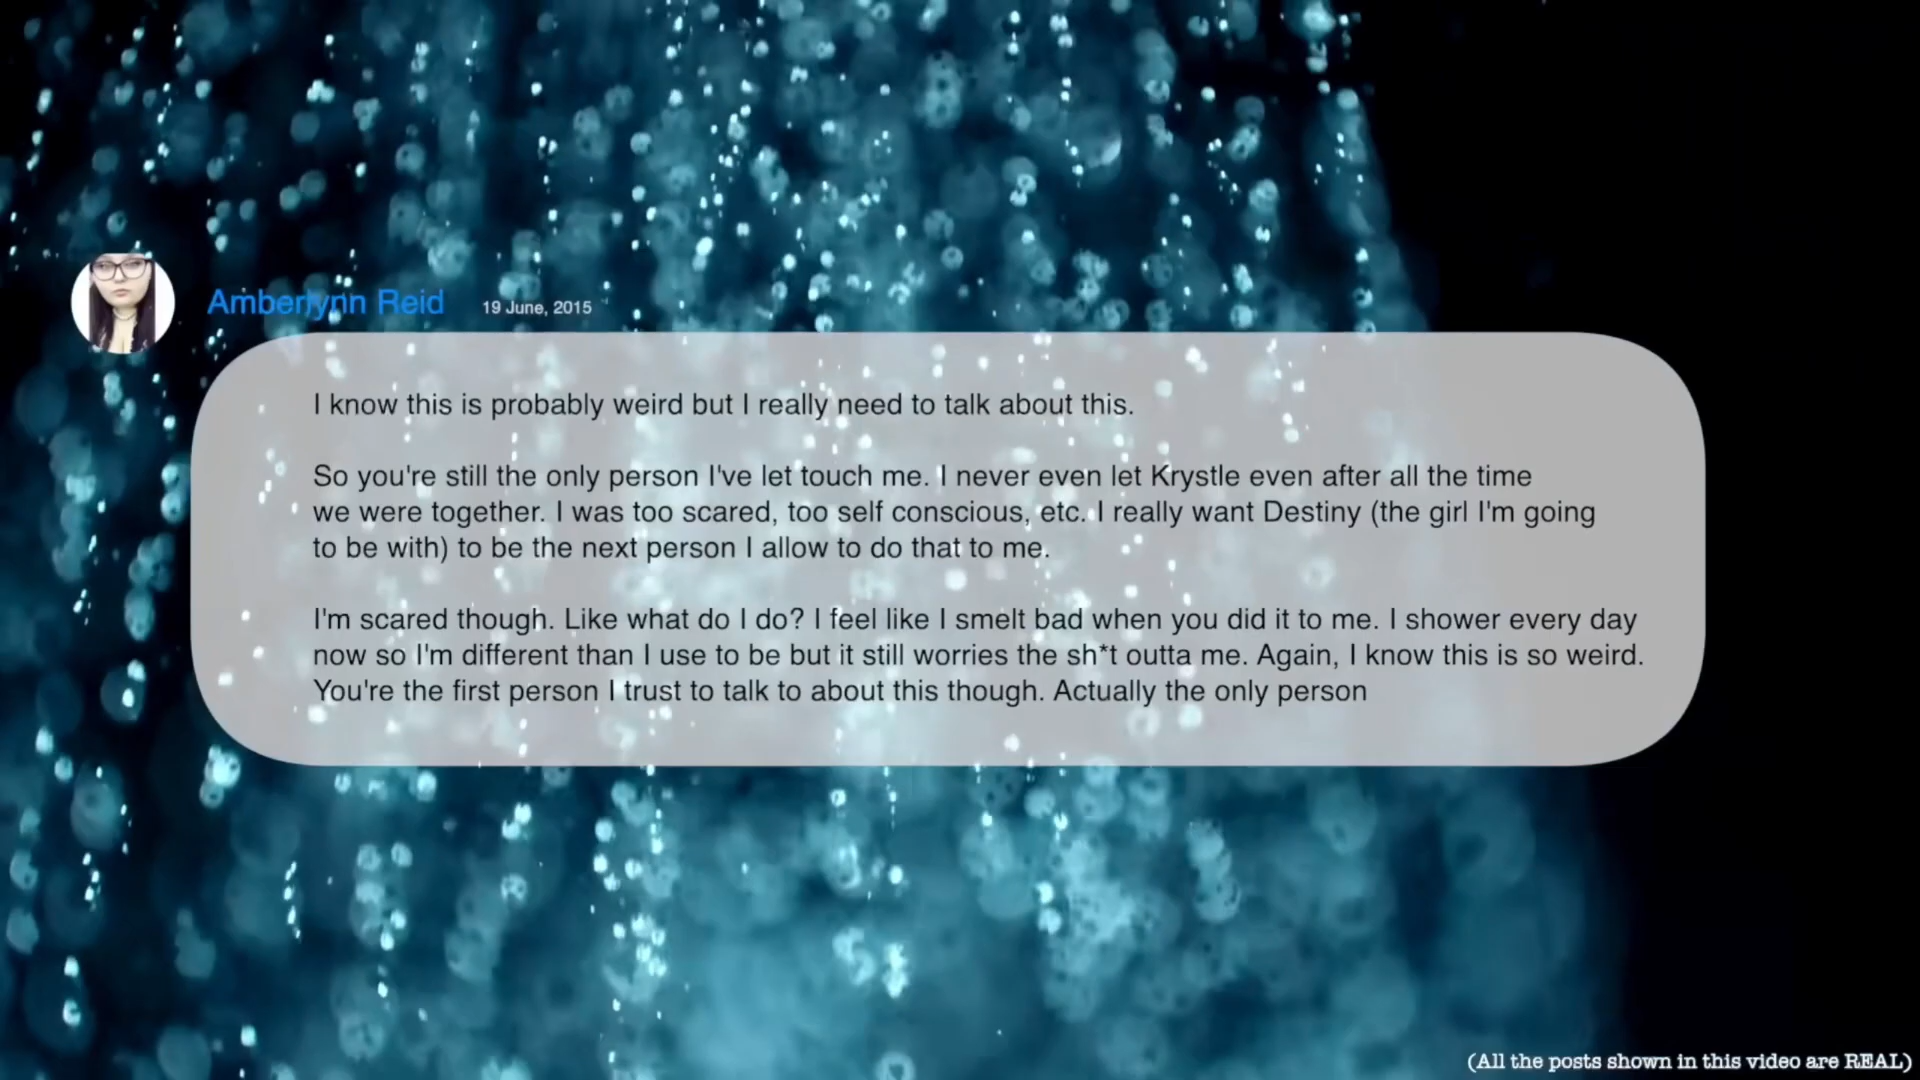 Amberlynn Reid 19 June, 2015
I know this is probably weird but I really need to talk about this.
So you're still the only person I've let touch me. I never even let Krystle even after all the time
we were together. I was too scared, too self conscious, etc. I really want Destiny (the girl I'm going
to be with) to be the next person I allow to do that to me.
I'm scared though. Like what do I do? I feel like I smelt bad when you did it to me. I shower every day
now so I'm different than I use to be but it still worries the sh*t outta me. Again, I know this is so weird.
You're the first person I trust to talk to about this though. Actually the only person
(All the posts shown in this video are REAL)